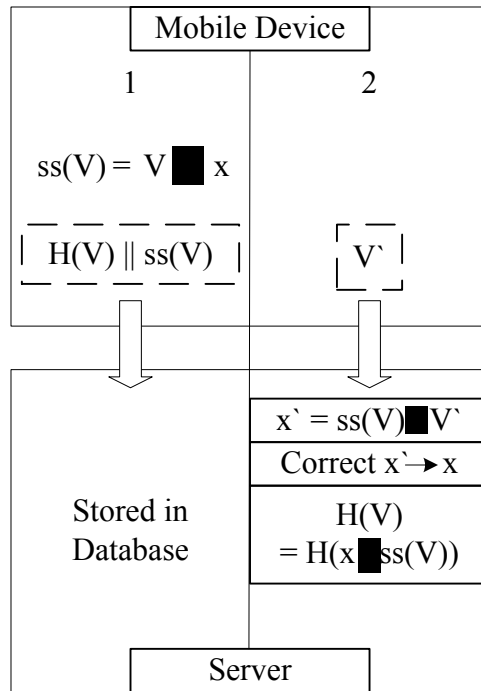 Mobile Device
1
2
ss(V) = V x
H(V) || ss(V)
V`
x` = ss(V) V`
Correct x`→ x
Stored in
Database
H(V)
= H(x ss(V))
Server